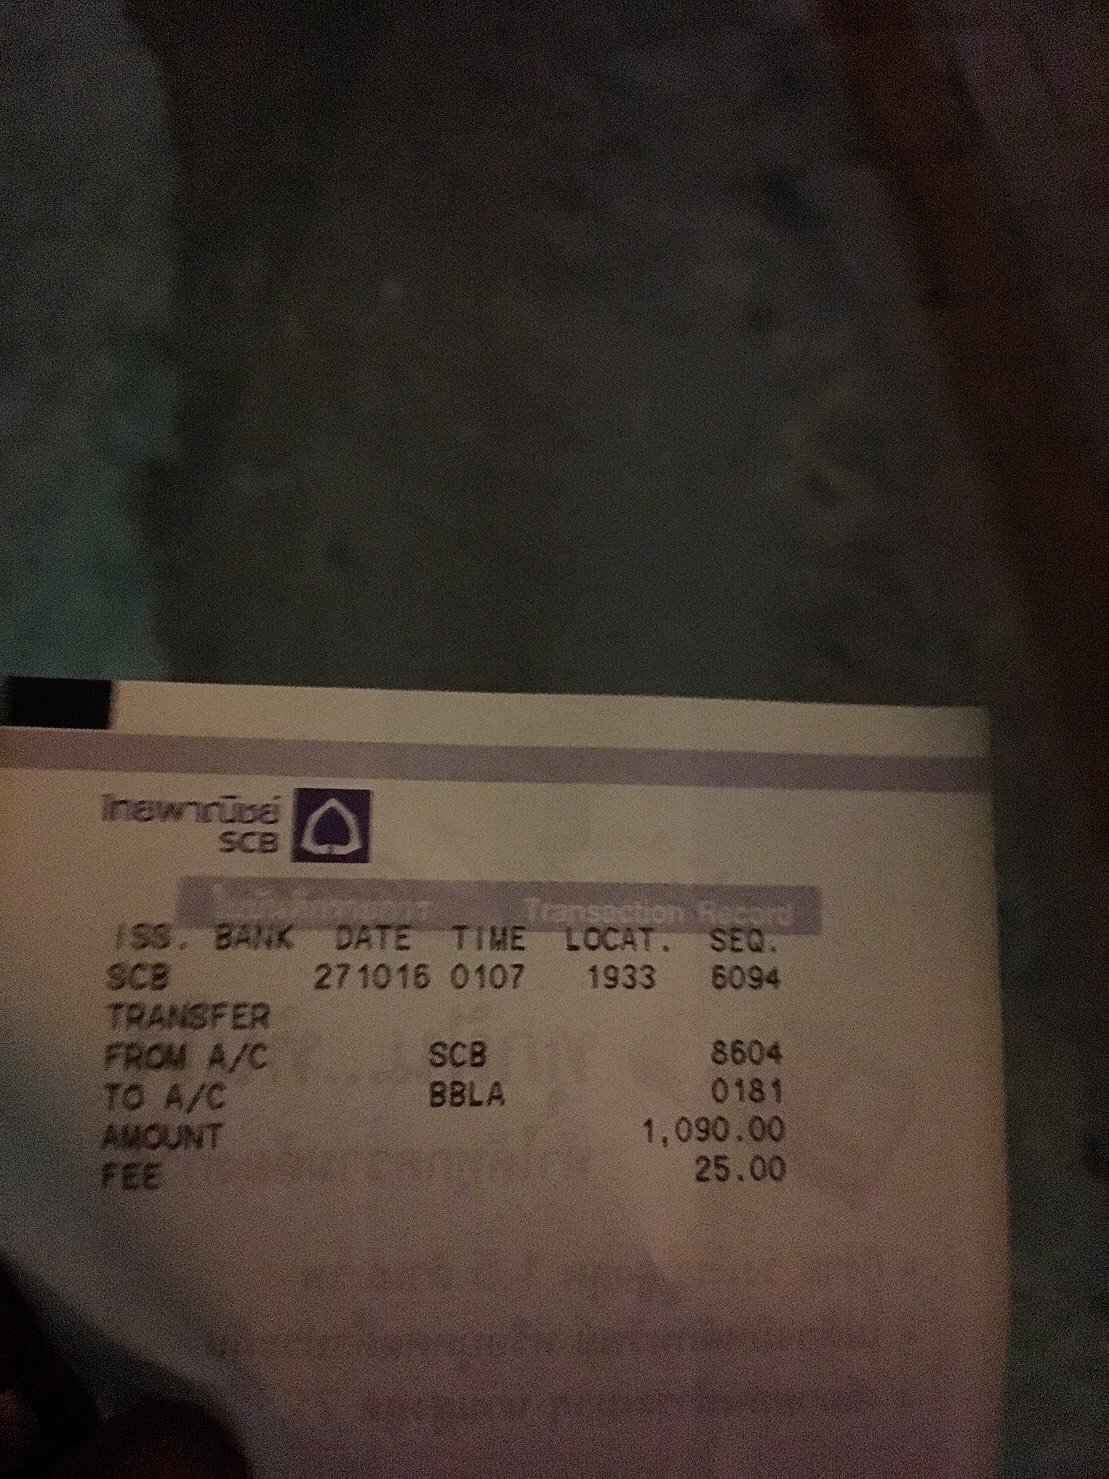 ไทยพาณิชย์
SCB
Transaction Record
ISS. BANK DATE TIME LOCAT. SEQ.
SCB 271016 0107 1933 6094
TRANSFER
FROM A/C SCB 8604
TO A/C BBLA 0181
AMOUNT 1,090.00
FEE 25.00